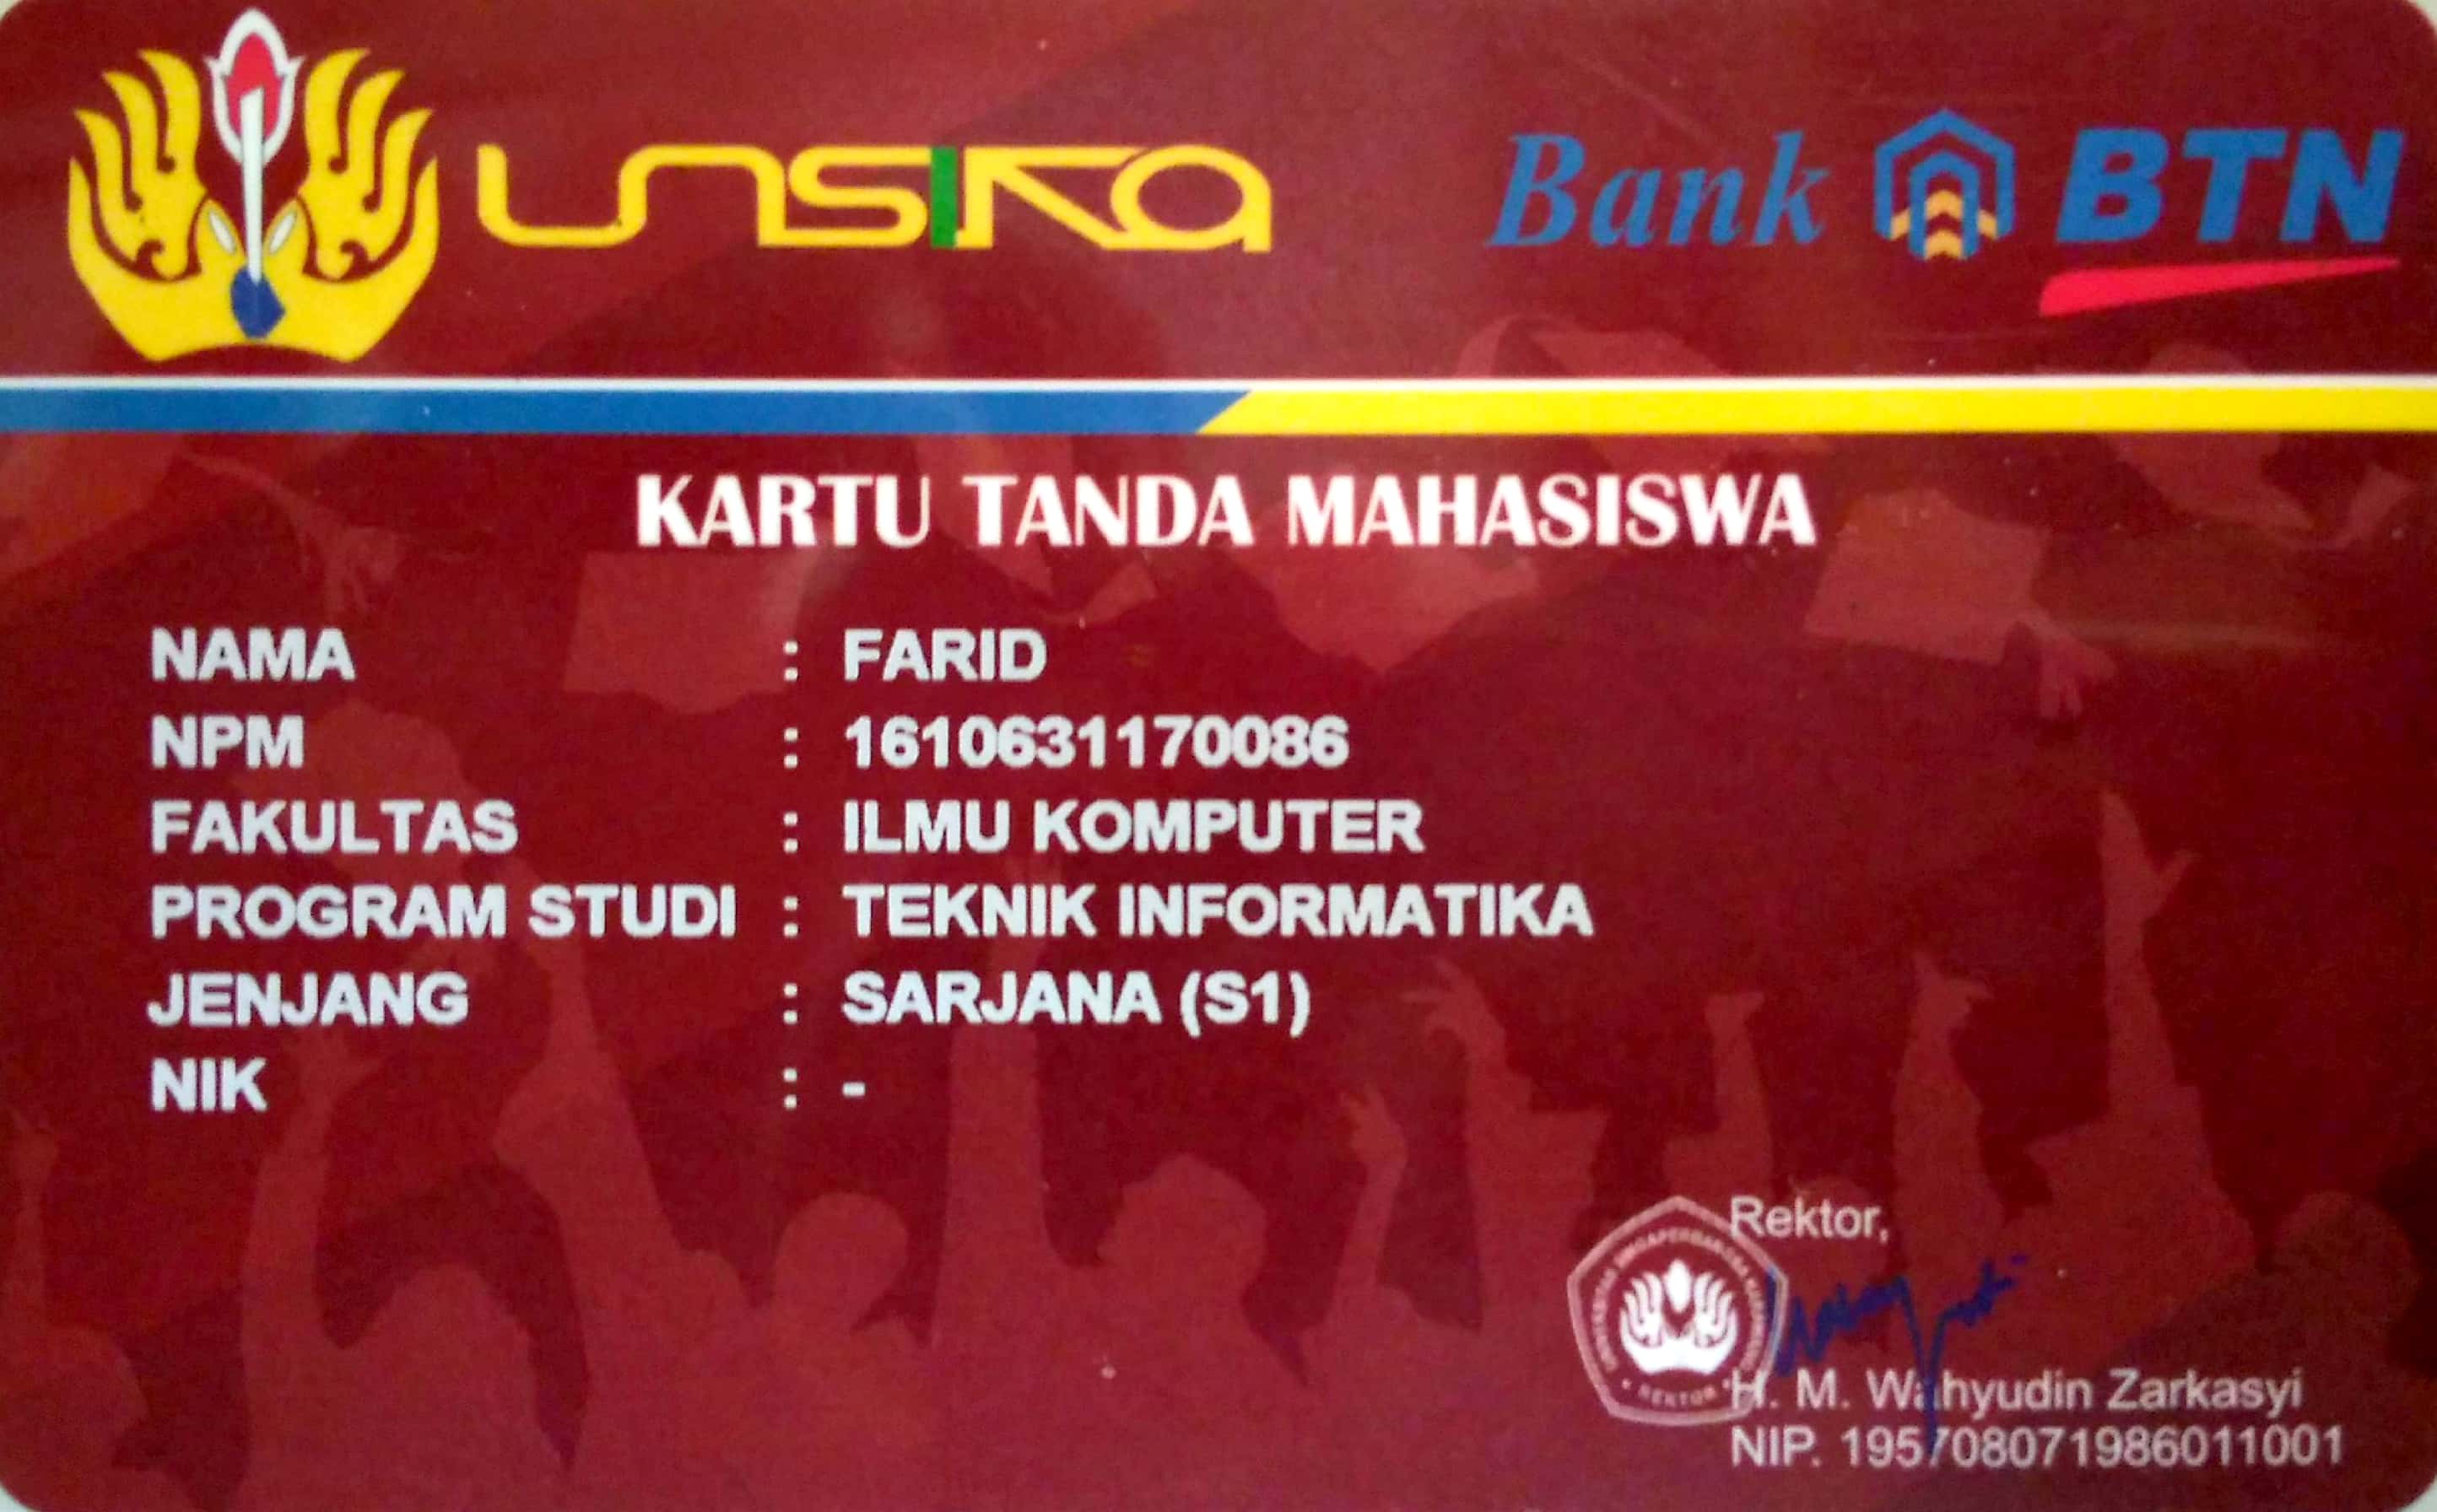 unsika
Bank BTN
KARTU TANDA MAHASISWA
NAMA : FARID
NPM : 1610631170086
FAKULTAS : ILMU KOMPUTER
PROGRAM STUDI : TEKNIK INFORMATIKA
JENJANG : SARJANA (S1)
NIK : -
Rektor,
REKTOR
H. M. Wahyudin Zarkasyi
NIP. 195708071986011001